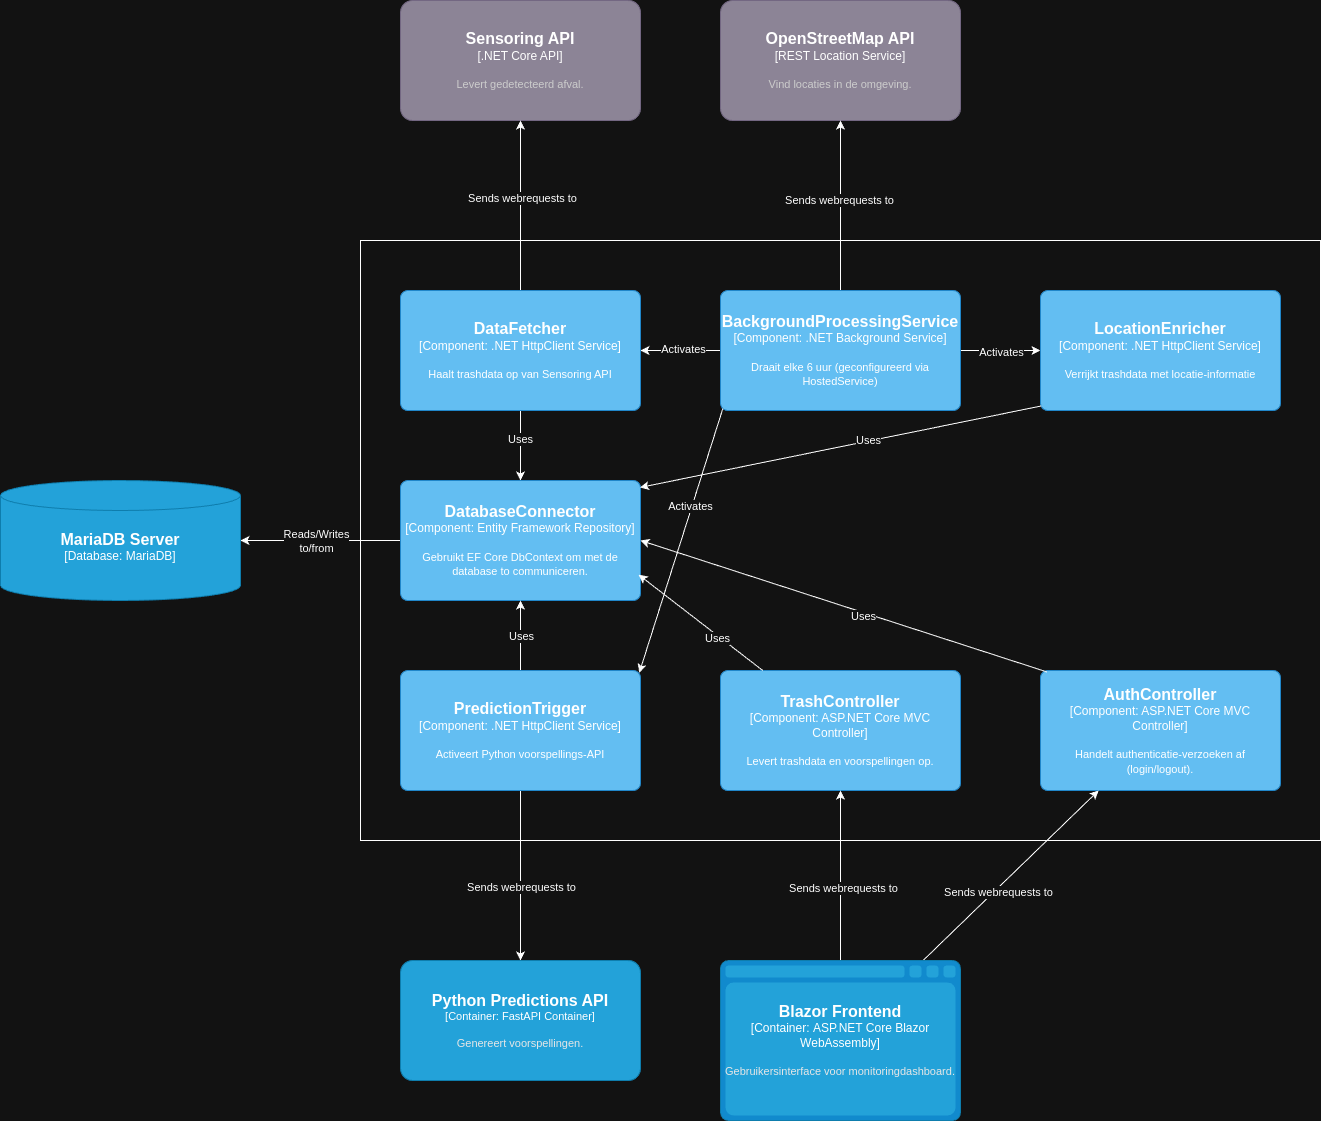 Sensoring API
[.NET Core API]
Levert gedetecteerd afval.
OpenStreetMap API
[REST Location Service]
Vind locaties in de omgeving.
Sends webrequests to
Sends webrequests to
DataFetcher
[Component: .NET HttpClient Service]
Haalt trashdata op van Sensoring API
Activates
BackgroundProcessingService
[Component: .NET Background Service]
Draait elke 6 uur (geconfigureerd via
HostedService)
Activates
LocationEnricher
[Component: .NET HttpClient Service]
Verrijkt trashdata met locatie-informatie
Uses
Uses
MariaDB Server
[Database: MariaDB]
Reads/Writes
to/from
DatabaseConnector
[Component: Entity Framework Repository]
Gebruikt EF Core DbContext om met de
database to communiceren.
Activates
Uses
Uses
Uses
PredictionTrigger
[Component: .NET HttpClient Service]
Activeert Python voorspellings-API
TrashController
[Component: ASP.NET Core MVC
Controller]
Levert trashdata en voorspellingen op.
AuthController
[Component: ASP.NET Core MVC
Controller]
Handelt authenticatie-verzoeken af
(login/logout).
Sends webrequests to
Sends webrequests to
Sends webrequests to
Python Predictions API
[Container: FastAPI Container]
Genereert voorspellingen.
Blazor Frontend
[Container: ASP.NET Core Blazor
WebAssembly]
Gebruikersinterface voor monitoringdashboard.